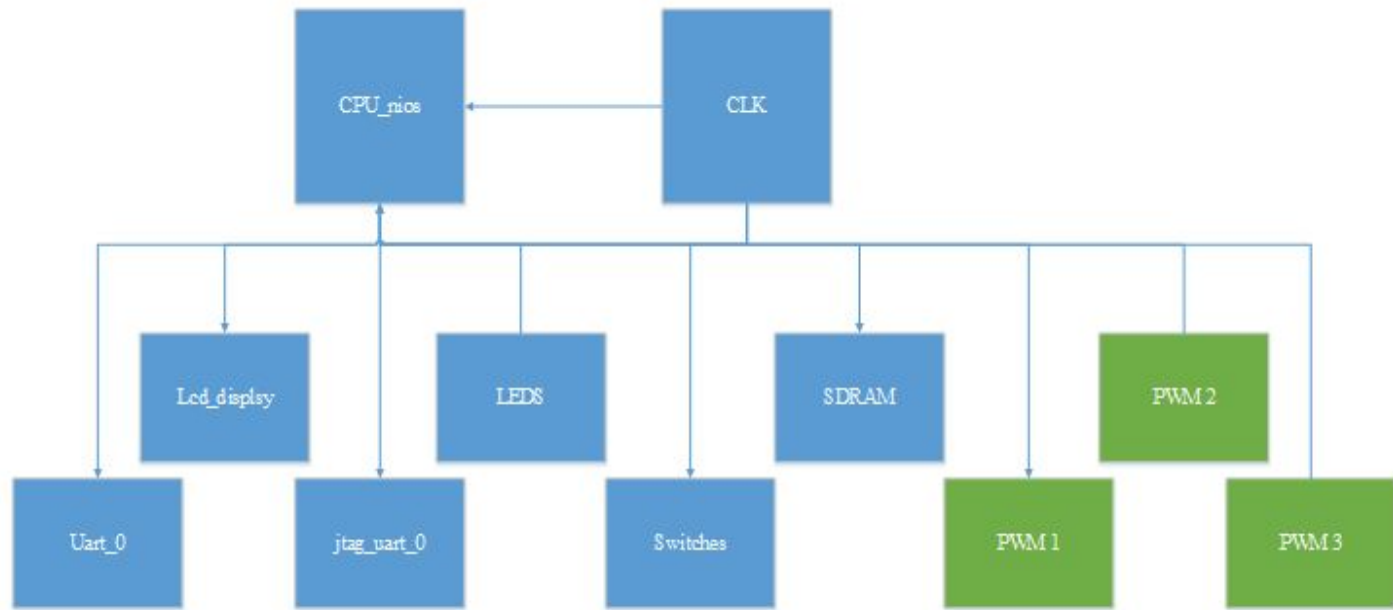 CPU_nios
CLK
Lcd_displsy
LEDS
SDRAM
PWM 2
Uart_0
jtag_uart_0
Switches
PWM 1
PWM 3